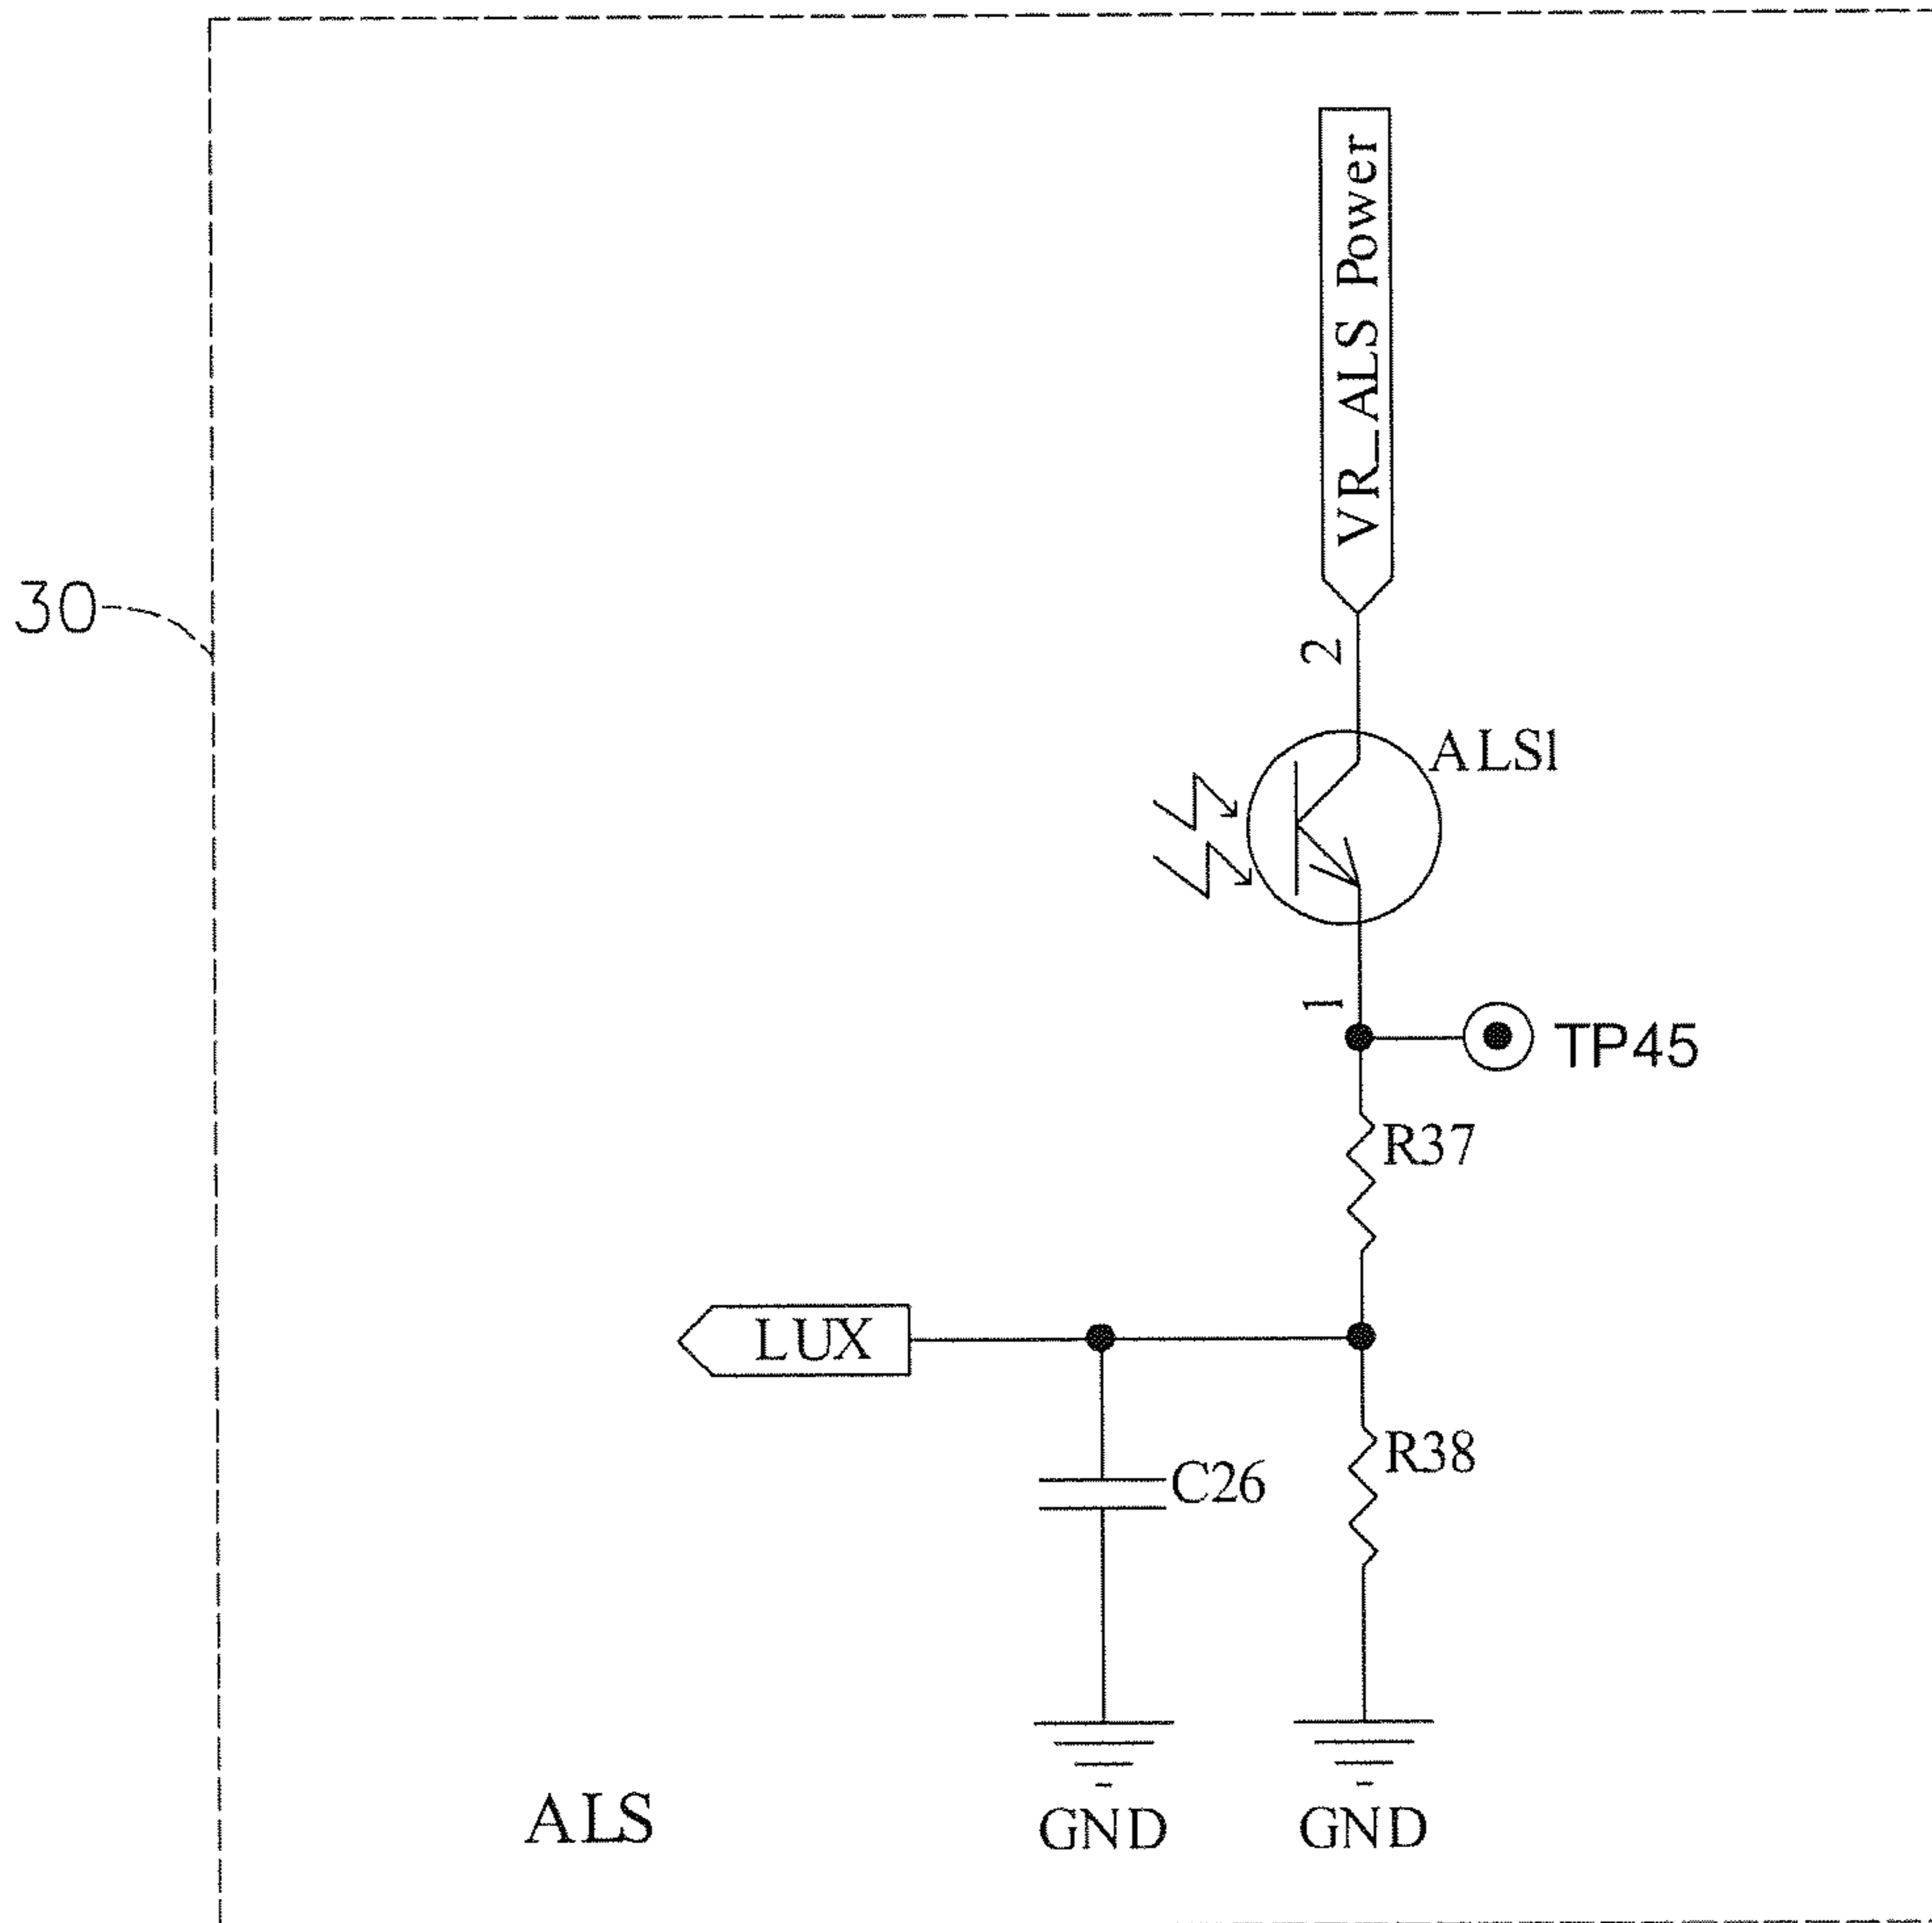 VR_ALS Power
30
2
ALS1
1
TP45
R37
LUX
R38
C26
GND
GND
ALS